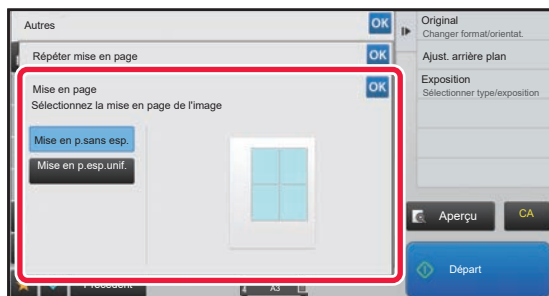 Autres
OK
Répéter mise en page
OK
Mise en page
OK
Sélectionnez la mise en page de l'image
Mise en p.sans esp.
Mise en p.esp.unif.
Précédent
A3
Original
Changer format/orientat.
Ajust. arrière plan
Exposition
Sélectionner type/exposition
Aperçu
CA
Départ